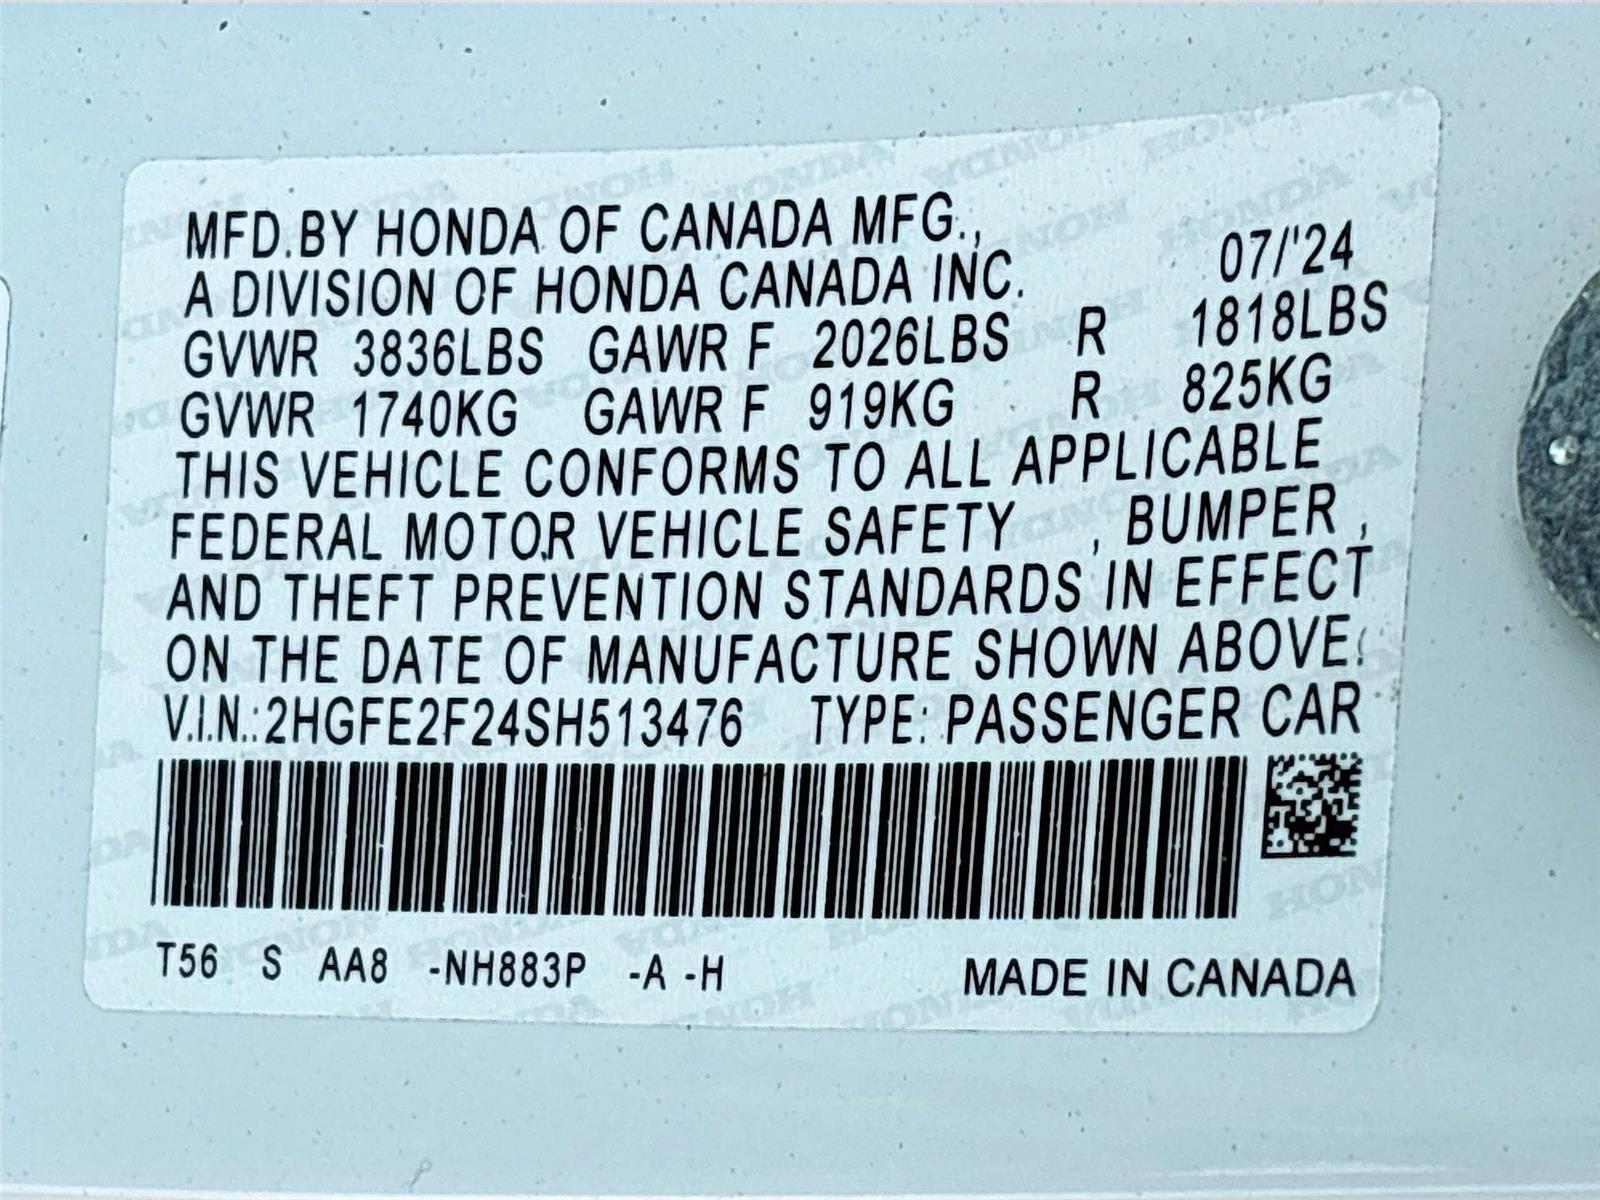 MFD.BY HONDA OF CANADA MFG.,
A DIVISION OF HONDA CANADA INC. 07/'24
GVWR 3836LBS GAWR F 2026LBS R 1818LBS
GVWR 1740KG GAWR F 919KG R 825KG
THIS VEHICLE CONFORMS TO ALL APPLICABLE
FEDERAL MOTOR VEHICLE SAFETY , BUMPER ,
AND THEFT PREVENTION STANDARDS IN EFFECT
ON THE DATE OF MANUFACTURE SHOWN ABOVE.
V.I.N.:2HGFE2F24SH513476 TYPE: PASSENGER CAR
T56 S AA8 -NH883P -A -H MADE IN CANADA